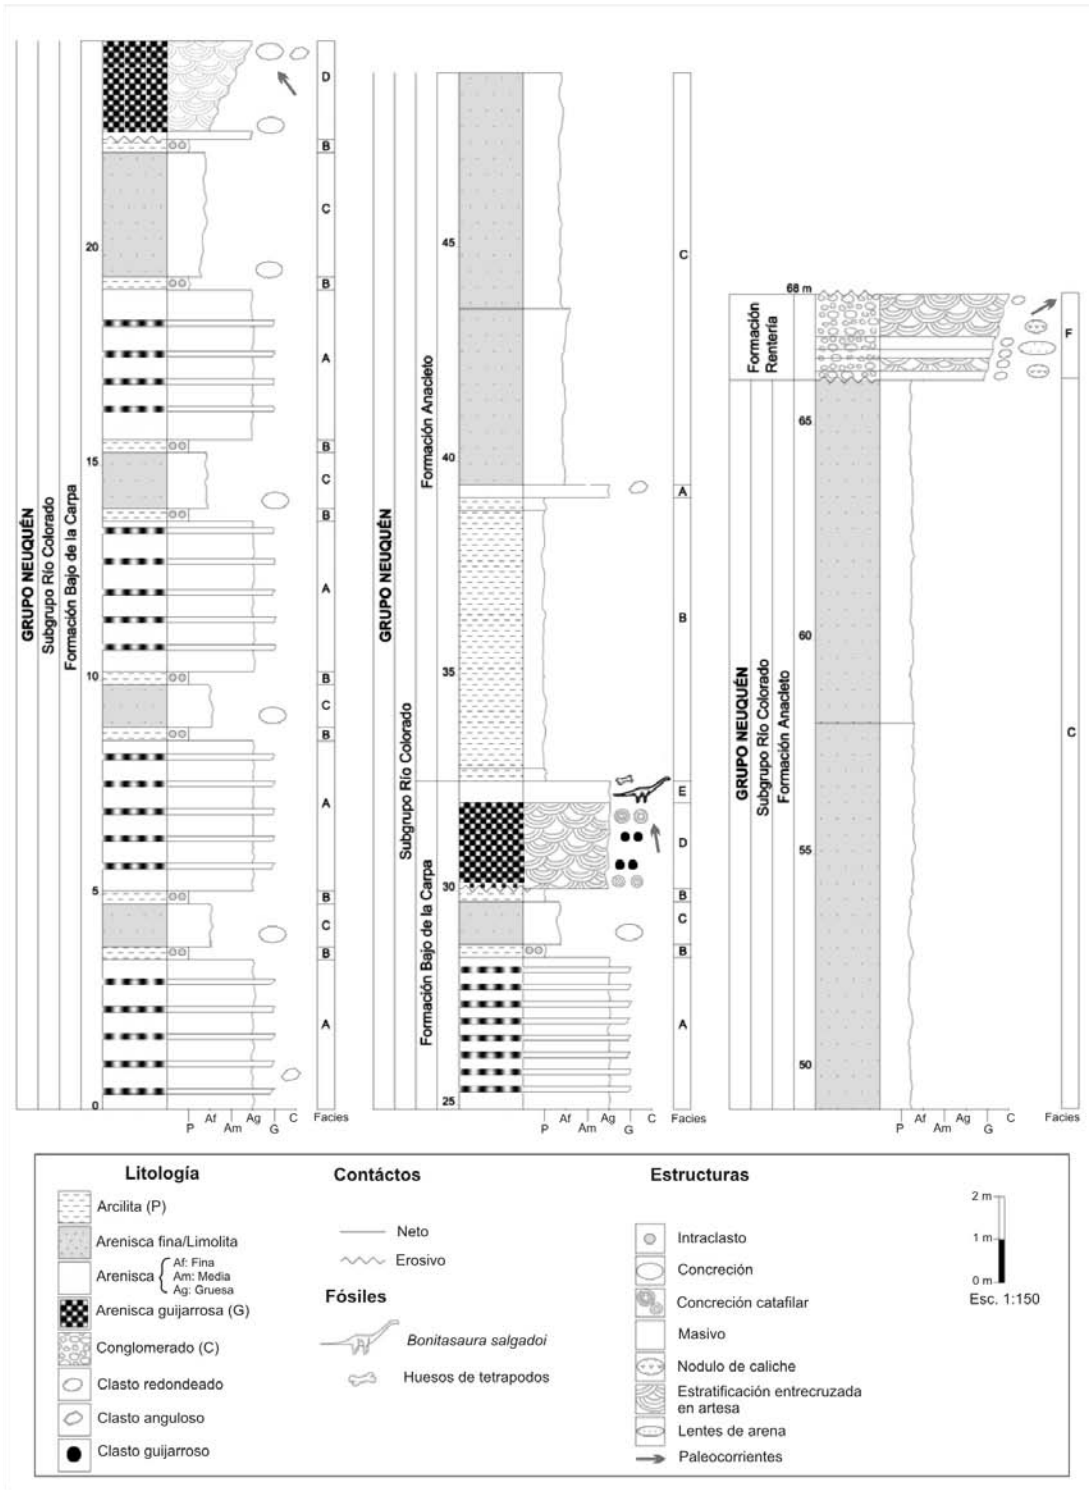 GRUPO NEUQUÉN
Subgrupo Río Colorado
Formación Bajo de la Carpa
20
15
10
5
0
D
B
C
B
A
B
C
B
A
B
C
B
A
B
C
B
A
P
Af
Am
Ag
G
C
Facies
GRUPO NEUQUÉN
Subgrupo Río Colorado
Formación Anacleto
Formación Bajo de la Carpa
45
40
35
30
25
C
A
B
E
D
B
C
B
A
P
Af
Am
Ag
G
C
Facies
68 m
Formación
Rentería
GRUPO NEUQUÉN
Subgrupo Río Colorado
Formación Anacleto
65
60
55
50
F
C
P
Af
Am
Ag
G
C
Facies
Litología
Arcilita (P)
Arenisca fina/Limolita
Arenisca
Af: Fina
Am: Media
Ag: Gruesa
Arenisca guijarrosa (G)
Conglomerado (C)
Clasto redondeado
Clasto anguloso
Clasto guijarroso
Contáctos
Neto
Erosivo
Fósiles
Bonitasaura salgadoi
Huesos de tetrapodos
Estructuras
Intraclasto
Concreción
Concreción catafilar
Masivo
Nodulo de caliche
Estratificación entrecruzada
en artesa
Lentes de arena
Paleocorrientes
2 m
1 m
0 m
Esc. 1:150